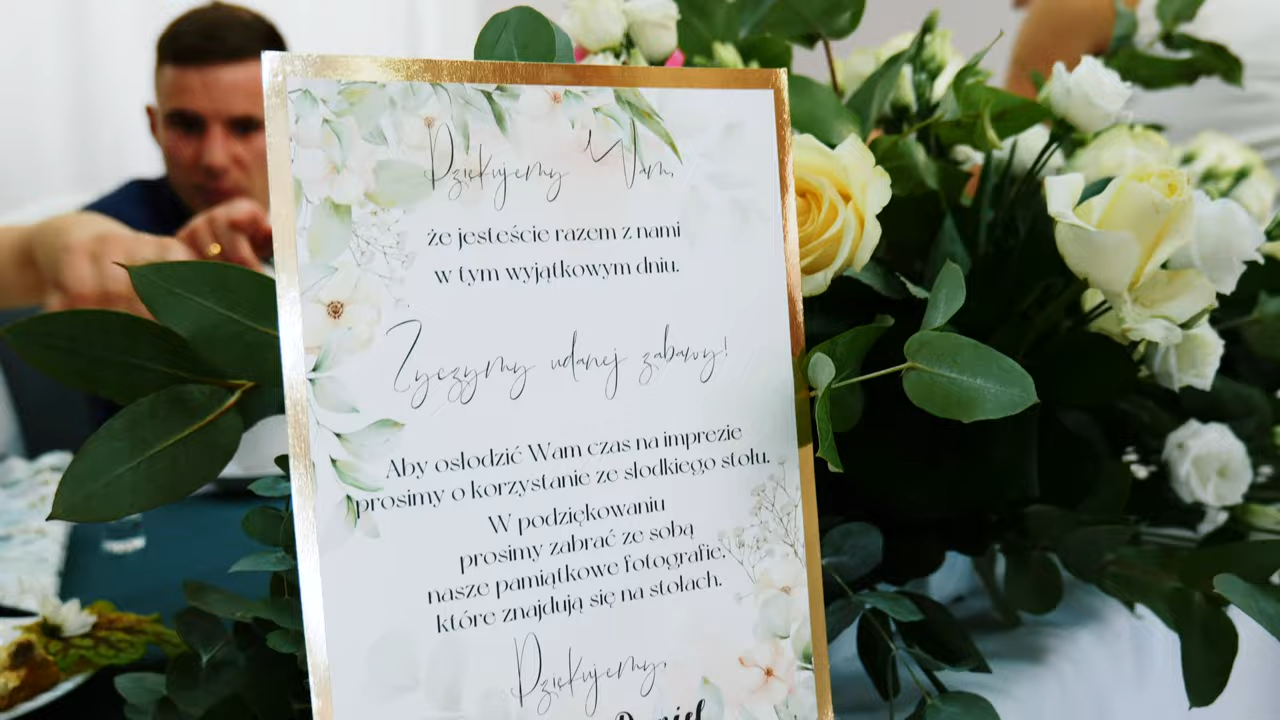 Dziękujemy Wam,
że jesteście razem z nami
w tym wyjątkowym dniu.
Życzymy udanej zabawy!
Aby osłodzić Wam czas na imprezie
prosimy o korzystanie ze słodkiego stołu.
W podziękowaniu
prosimy zabrać ze sobą
nasze pamiątkowe fotografie,
które znajdują się na stołach.
Dziękujemy,
Daniel